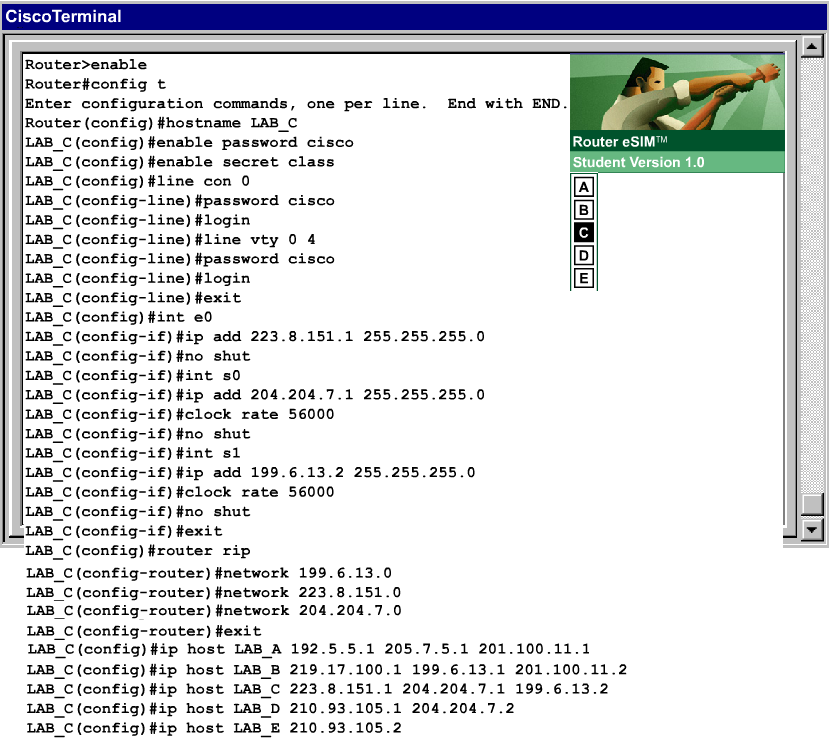 CiscoTerminal
Router>enable
Router#config t
Enter configuration commands, one per line.  End with END.
Router(config)#hostname LAB_C
LAB_C(config)#enable password cisco
LAB_C(config)#enable secret class
LAB_C(config)#line con 0
LAB_C(config-line)#password cisco
LAB_C(config-line)#login
LAB_C(config-line)#line vty 0 4
LAB_C(config-line)#password cisco
LAB_C(config-line)#login
LAB_C(config-line)#exit
LAB_C(config)#int e0
LAB_C(config-if)#ip add 223.8.151.1 255.255.255.0
LAB_C(config-if)#no shut
LAB_C(config-if)#int s0
LAB_C(config-if)#ip add 204.204.7.1 255.255.255.0
LAB_C(config-if)#clock rate 56000
LAB_C(config-if)#no shut
LAB_C(config-if)#int s1
LAB_C(config-if)#ip add 199.6.13.2 255.255.255.0
LAB_C(config-if)#clock rate 56000
LAB_C(config-if)#no shut
LAB_C(config-if)#exit
LAB_C(config)#router rip
LAB_C(config-router)#network 199.6.13.0
LAB_C(config-router)#network 223.8.151.0
LAB_C(config-router)#network 204.204.7.0
LAB_C(config-router)#exit
LAB_C(config)#ip host LAB_A 192.5.5.1 205.7.5.1 201.100.11.1
LAB_C(config)#ip host LAB_B 219.17.100.1 199.6.13.1 201.100.11.2
LAB_C(config)#ip host LAB_C 223.8.151.1 204.204.7.1 199.6.13.2
LAB_C(config)#ip host LAB_D 210.93.105.1 204.204.7.2
LAB_C(config)#ip host LAB_E 210.93.105.2
Router eSIM™
Student Version 1.0
A
B
C
D
E